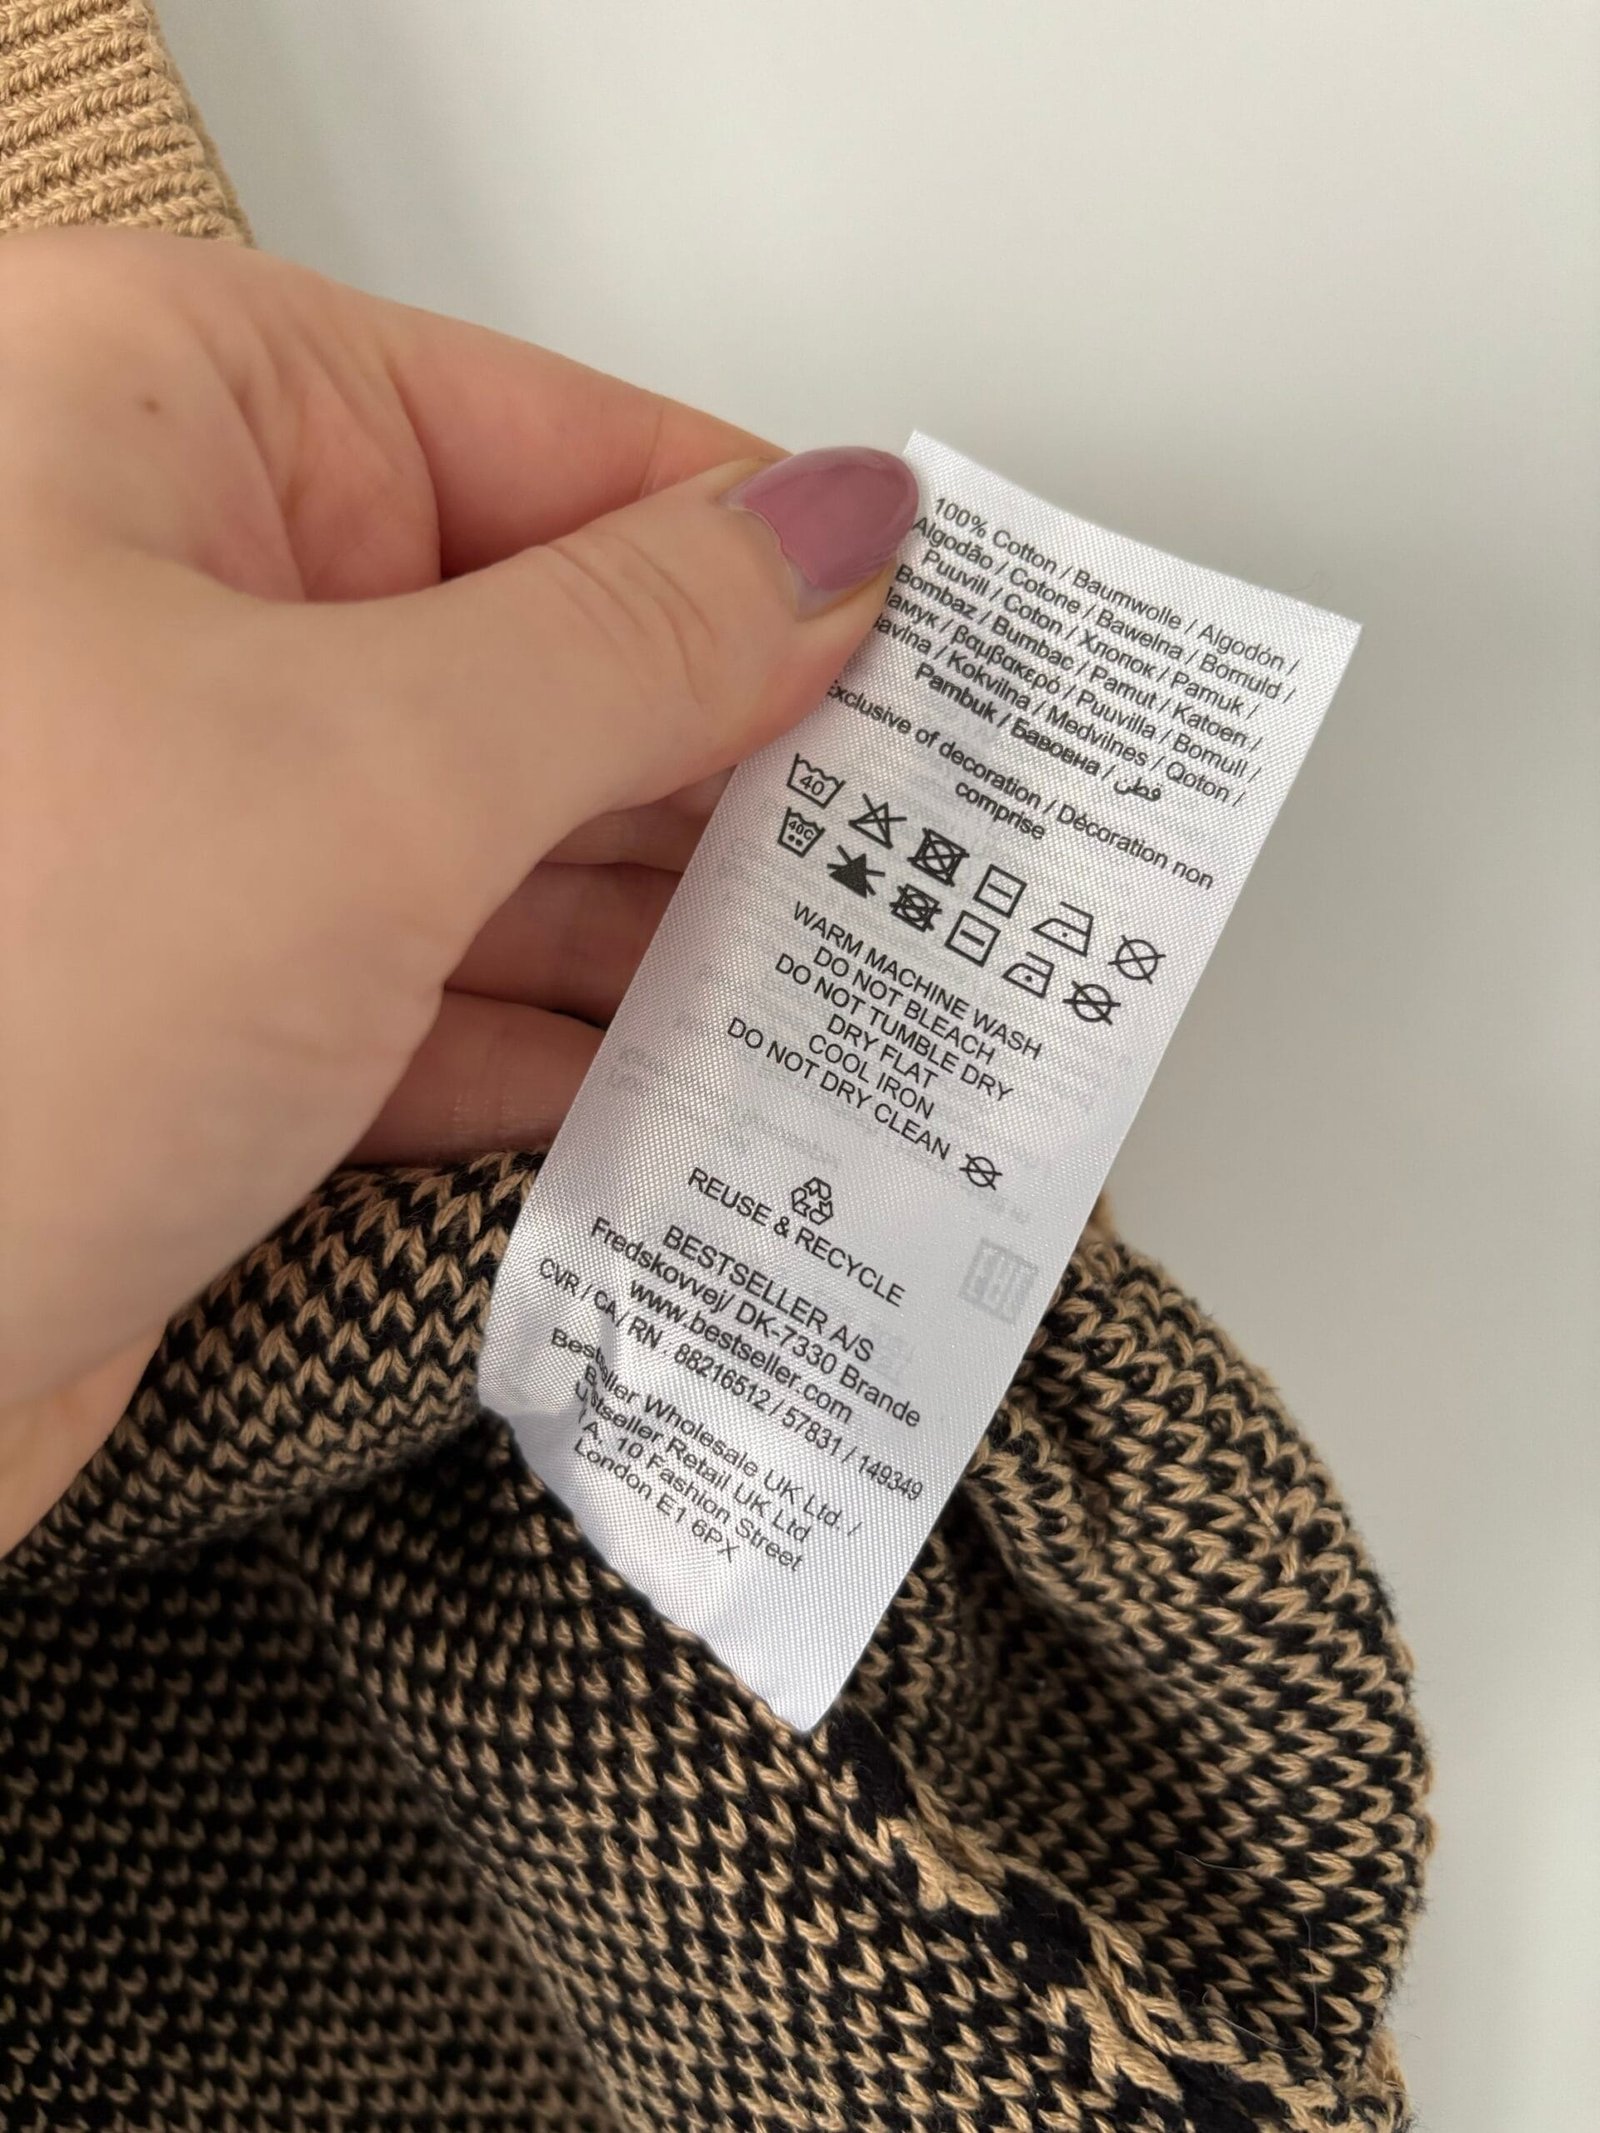 100% Cotton / Baumwolle / Algodón /
Algodão / Cotone / Bawełna / Bomuld /
Puuvill / Coton / Хлопок / Pamuk /
Bombaz / Bumbac / Pamut / Katoen /
βαμβακερό / Puuvilla / Bomull /
Kokvilna / Medvilnes / Qoton /
Pambuk / Бавовна / قطن
Exclusive of decoration / Décoration non
comprise
40
40C
WARM MACHINE WASH
DO NOT BLEACH
DO NOT TUMBLE DRY
DRY FLAT
COOL IRON
DO NOT DRY CLEAN
REUSE & RECYCLE
BESTSELLER A/S
Fredskovvej/ DK-7330 Brande
www.bestseller.com
CVR / CA / RN . 88216512 / 57831 / 149349
Bestseller Wholesale UK Ltd. /
Retail UK Ltd
10 Fashion Street
London E1 6PX